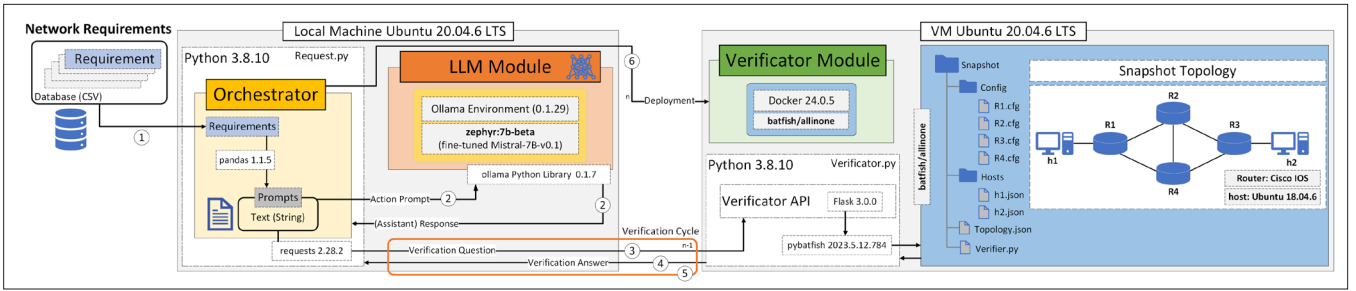 Network Requirements
Requirement
Database (CSV)
1
Local Machine Ubuntu 20.04.6 LTS
Python 3.8.10
Request.py
Orchestrator
Requirements
pandas 1.1.5
Prompts
Text (String)
requests 2.28.2
LLM Module
Ollama Environment (0.1.29)
zephyr:7b-beta
(fine-tuned Mistral-7B-v0.1)
ollama Python Library 0.1.7
Action Prompt
2
2
(Assistant) Response
Verification Cycle
n-1
Verification Question
3
Verification Answer
4
5
6
n
Deployment
VM Ubuntu 20.04.6 LTS
Verificator Module
Docker 24.0.5
batfish/allinone
Python 3.8.10
Verificator.py
Verificator API
Flask 3.0.0
pybatfish 2023.5.12.784
batfish/allinone
Snapshot
Config
R1.cfg
R2.cfg
R3.cfg
R4.cfg
Hosts
h1.json
h2.json
Topology.json
Verifier.py
Snapshot Topology
R2
R1
R3
h1
h2
R4
Router: Cisco IOS
host: Ubuntu 18.04.6